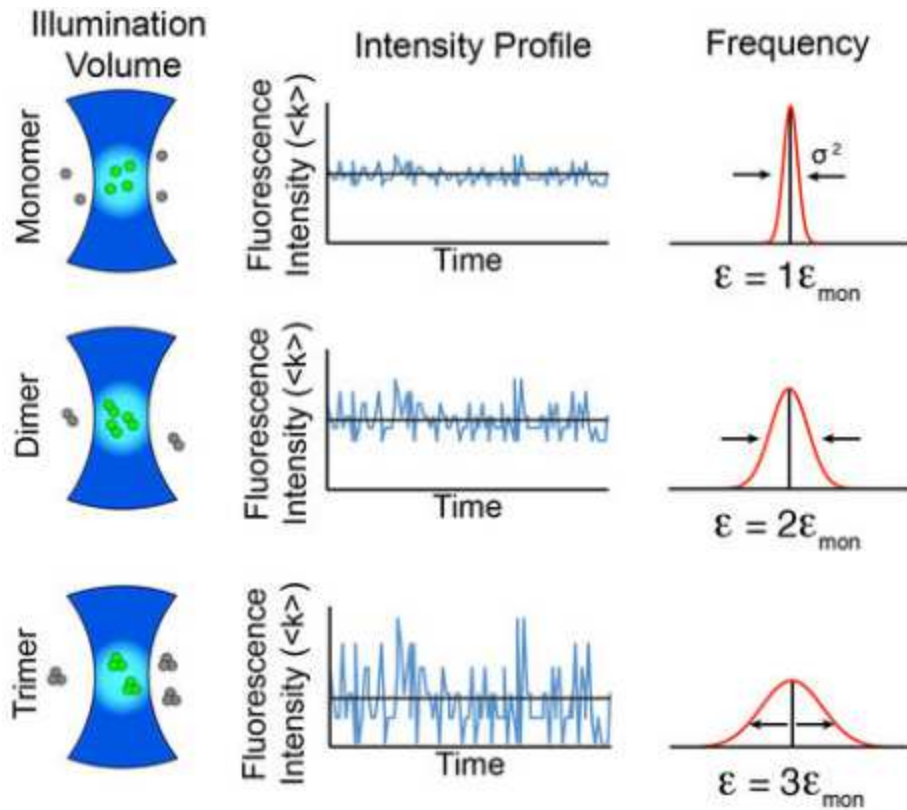 Illumination
Volume
Intensity Profile
Frequency
Monomer
Fluorescence
Intensity (<k>)
Time
σ²
ε = 1ε_mon
Dimer
Fluorescence
Intensity (<k>)
Time
ε = 2ε_mon
Trimer
Fluorescence
Intensity (<k>)
Time
ε = 3ε_mon